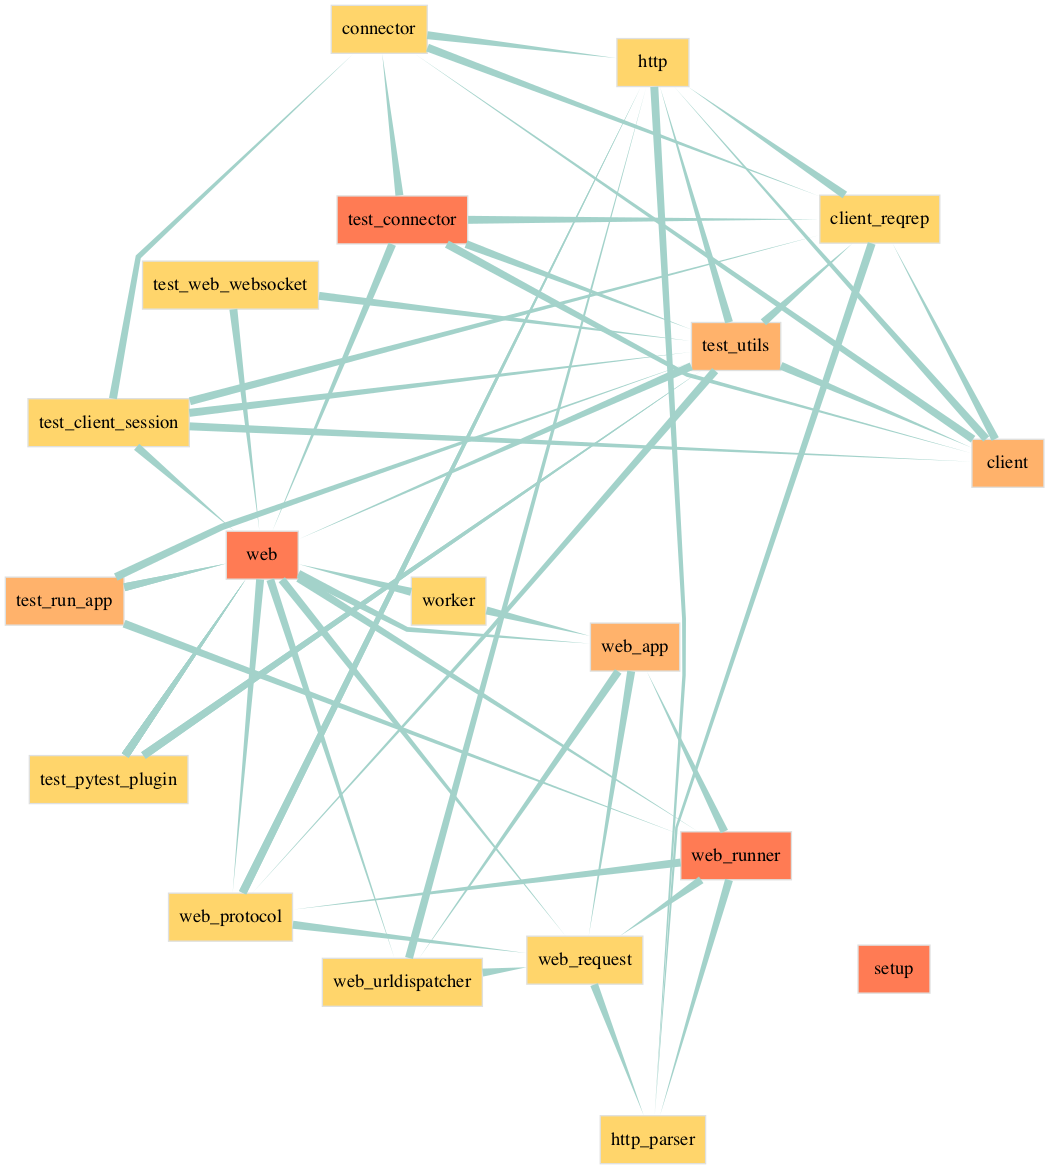 connector
http
test_connector
client_reqrep
test_web_websocket
test_utils
test_client_session
client
web
test_run_app
worker
web_app
test_pytest_plugin
web_runner
web_protocol
web_request
setup
web_urldispatcher
http_parser